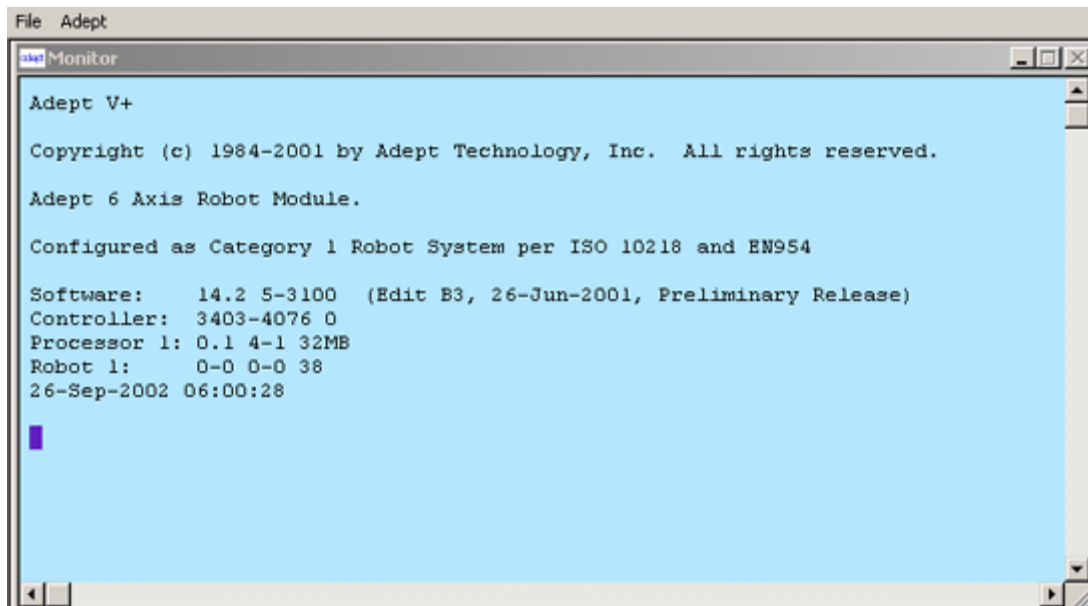 File Adept
adept Monitor
Adept V+
Copyright (c) 1984-2001 by Adept Technology, Inc.  All rights reserved.
Adept 6 Axis Robot Module.
Configured as Category 1 Robot System per ISO 10218 and EN954
Software:     14.2 5-3100  (Edit B3, 26-Jun-2001, Preliminary Release)
Controller:  3403-4076 0
Processor 1: 0.1 4-1 32MB
Robot 1:      0-0 0-0 38
26-Sep-2002 06:00:28